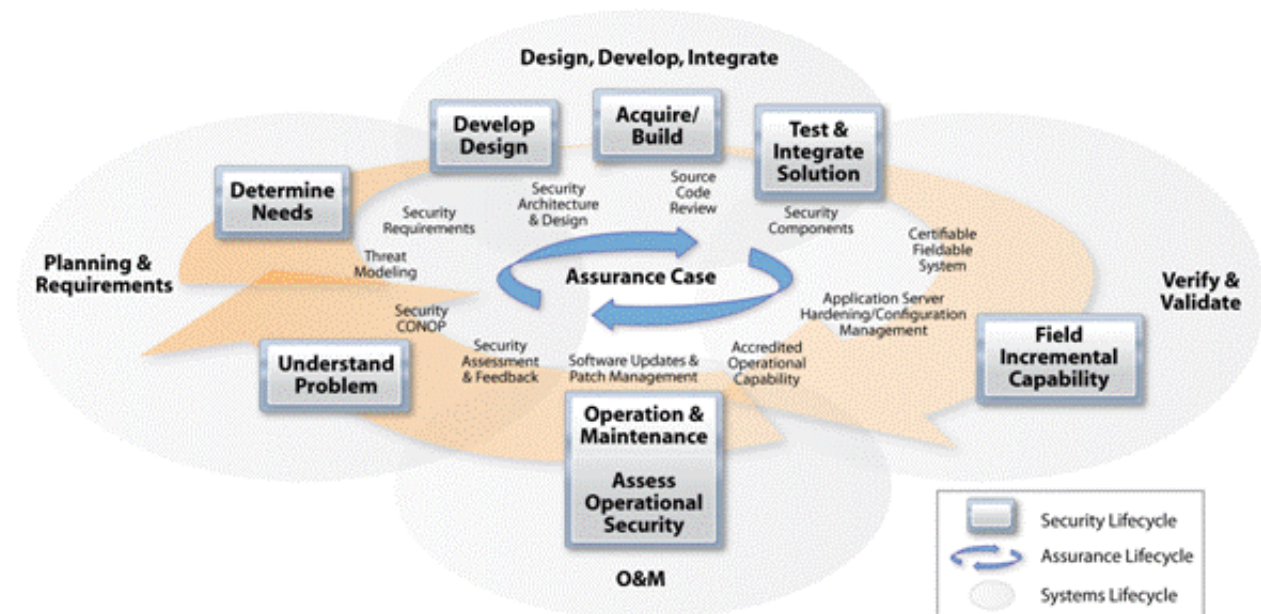 Design, Develop, Integrate
Develop
Design
Acquire/
Build
Test &
Integrate
Solution
Determine
Needs
Security
Requirements
Security
Architecture
& Design
Source
Code
Review
Security
Components
Certifiable
Fieldable
System
Threat
Modeling
Planning &
Requirements
Assurance Case
Verify &
Validate
Security
CONOP
Application Server
Hardening/Configuration
Management
Understand
Problem
Security
Assessment
& Feedback
Software Updates &
Patch Management
Accredited
Operational
Capability
Field
Incremental
Capability
Operation &
Maintenance
Assess
Operational
Security
O&M
Security Lifecycle
Assurance Lifecycle
Systems Lifecycle